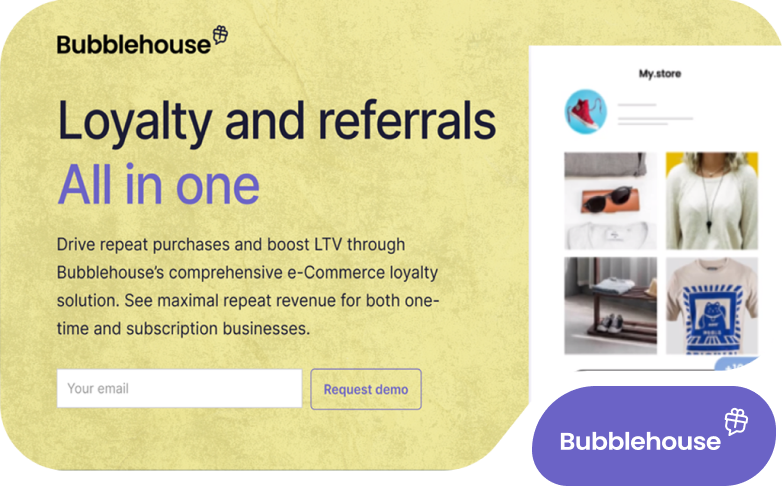 Bubblehouse
Loyalty and referrals
All in one
Drive repeat purchases and boost LTV through
Bubblehouse's comprehensive e-Commerce loyalty
solution. See maximal repeat revenue for both one-
time and subscription businesses.
Your email
Request demo
My.store
Bubblehouse